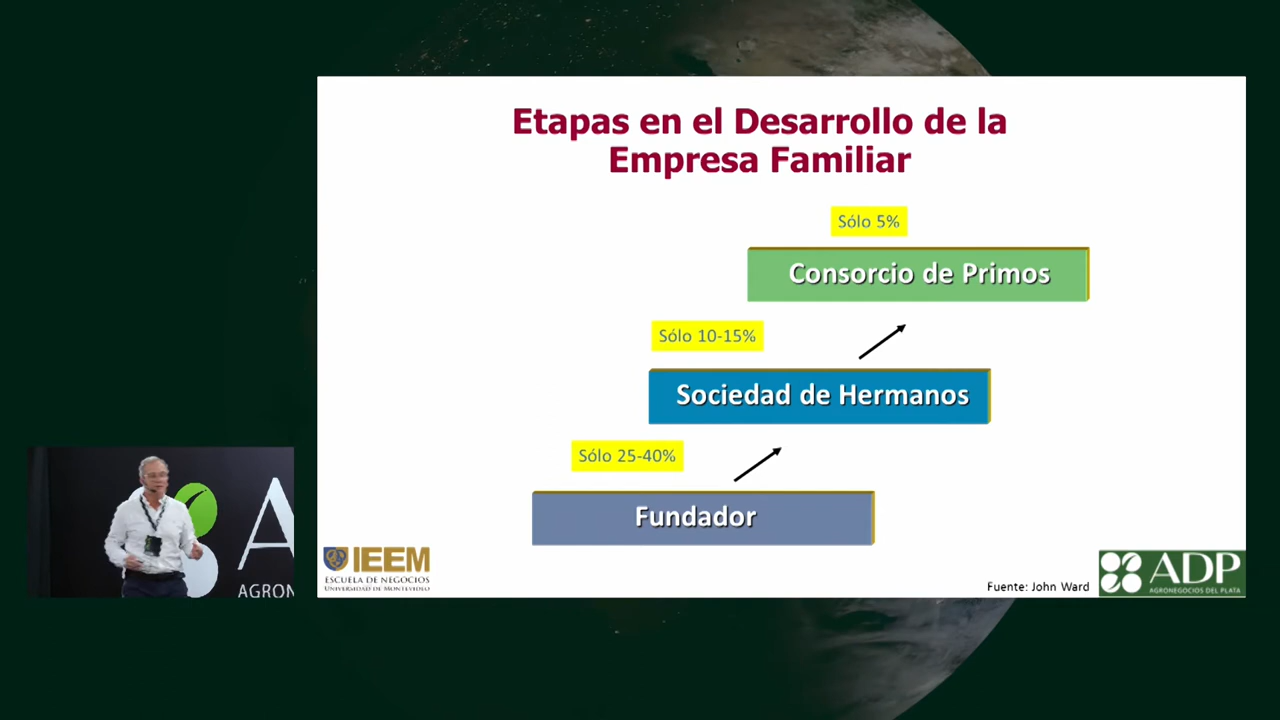 Etapas en el Desarrollo de la
Empresa Familiar
Sólo 5%
Consorcio de Primos
Sólo 10-15%
Sociedad de Hermanos
Sólo 25-40%
Fundador
IEEM
ESCUELA DE NEGOCIOS
UNIVERSIDAD DE MONTEVIDEO
Fuente: John Ward
ADP
AGRONEGOCIOS DEL PLATA
A
AGRON